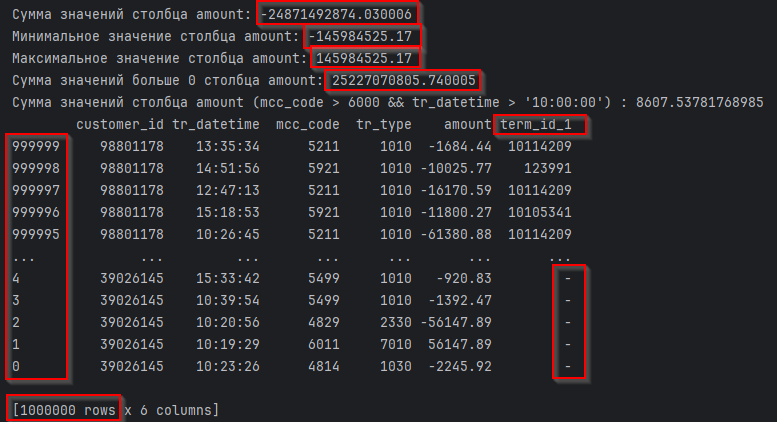 Сумма значений столбца amount: -24871492874.030006
Минимальное значение столбца amount: -145984525.17
Максимальное значение столбца amount: 145984525.17
Сумма значений больше 0 столбца amount: 25227070805.740005
Сумма значений столбца amount (mcc_code > 6000 && tr_datetime > '10:00:00') : 8607.53781768985
customer_id tr_datetime mcc_code tr_type amount term_id_1
999999 98801178 13:35:34 5211 1010 -1684.44 10114209
999998 98801178 14:51:56 5921 1010 -10025.77 123991
999997 98801178 12:47:13 5211 1010 -16170.59 10114209
999996 98801178 15:18:53 5921 1010 -11800.27 10105341
999995 98801178 10:26:45 5211 1010 -61380.88 10114209
... ... ... ... ... ... ...
4 39026145 15:33:42 5499 1010 -920.83 -
3 39026145 10:39:54 5499 1010 -1392.47 -
2 39026145 10:20:56 4829 2330 -56147.89 -
1 39026145 10:19:29 6011 7010 56147.89 -
0 39026145 10:23:26 4814 1030 -2245.92 -
[1000000 rows x 6 columns]